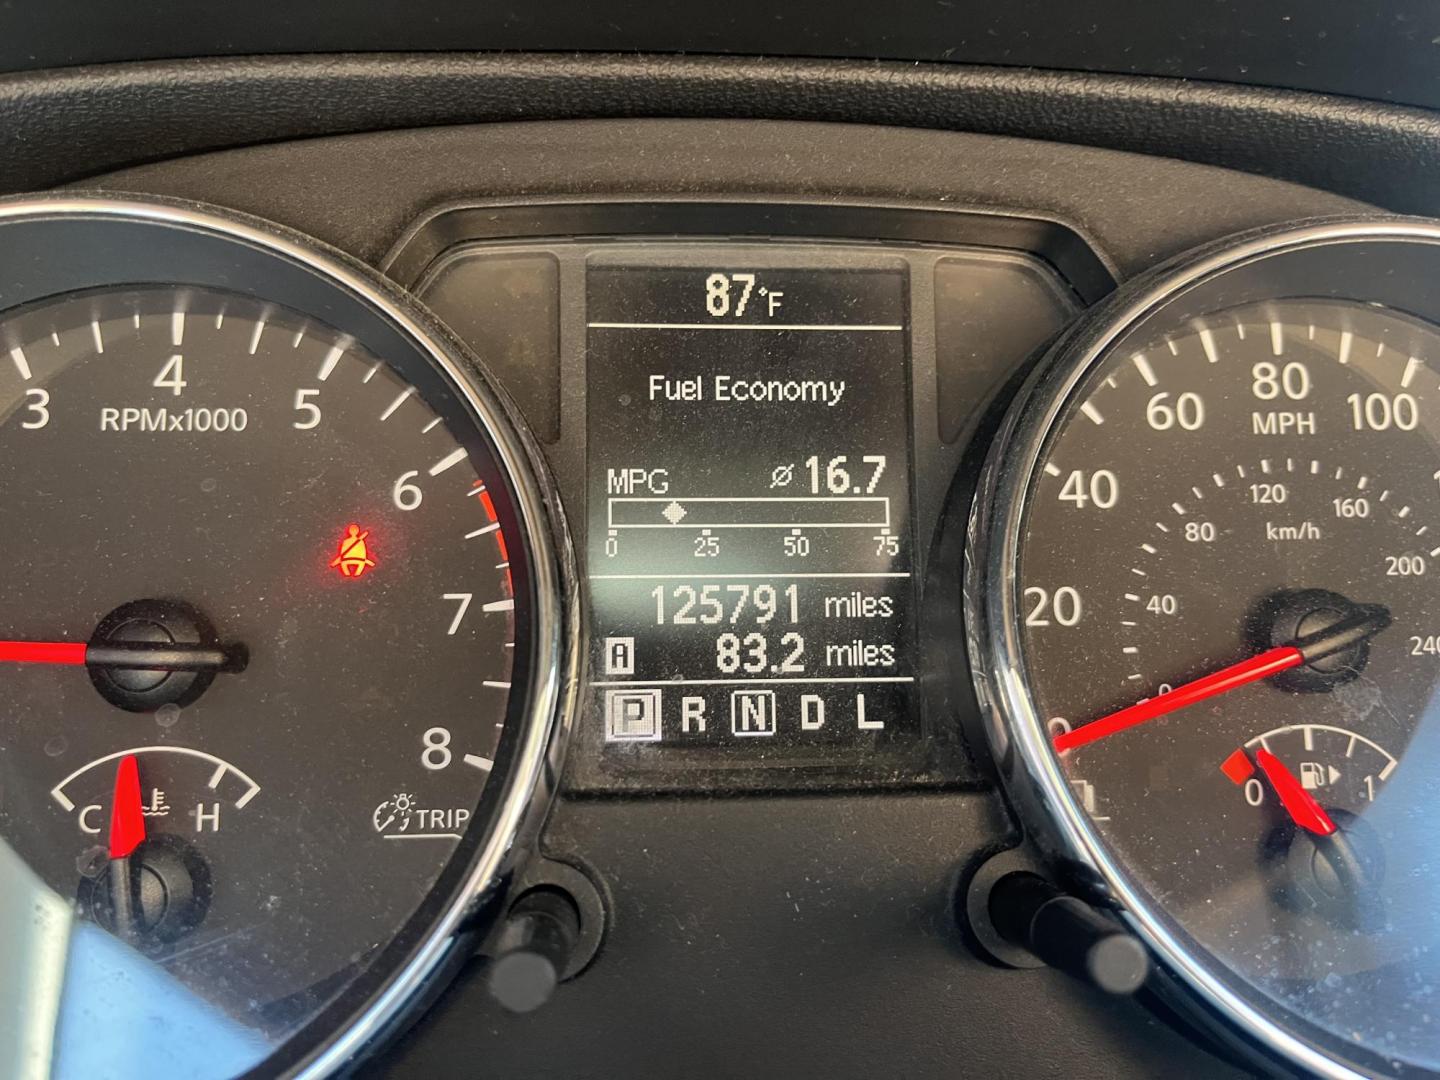 87°F
Fuel Economy
MPG ⌀ 16.7
0 25 50 75
125791 miles
A 83.2 miles
P R N D L
3 4 5 6 7 8
RPMx1000
C H
TRIP
0 20 40 60 80 100
MPH
0 40 80 120 160 200 240
km/h
0 1